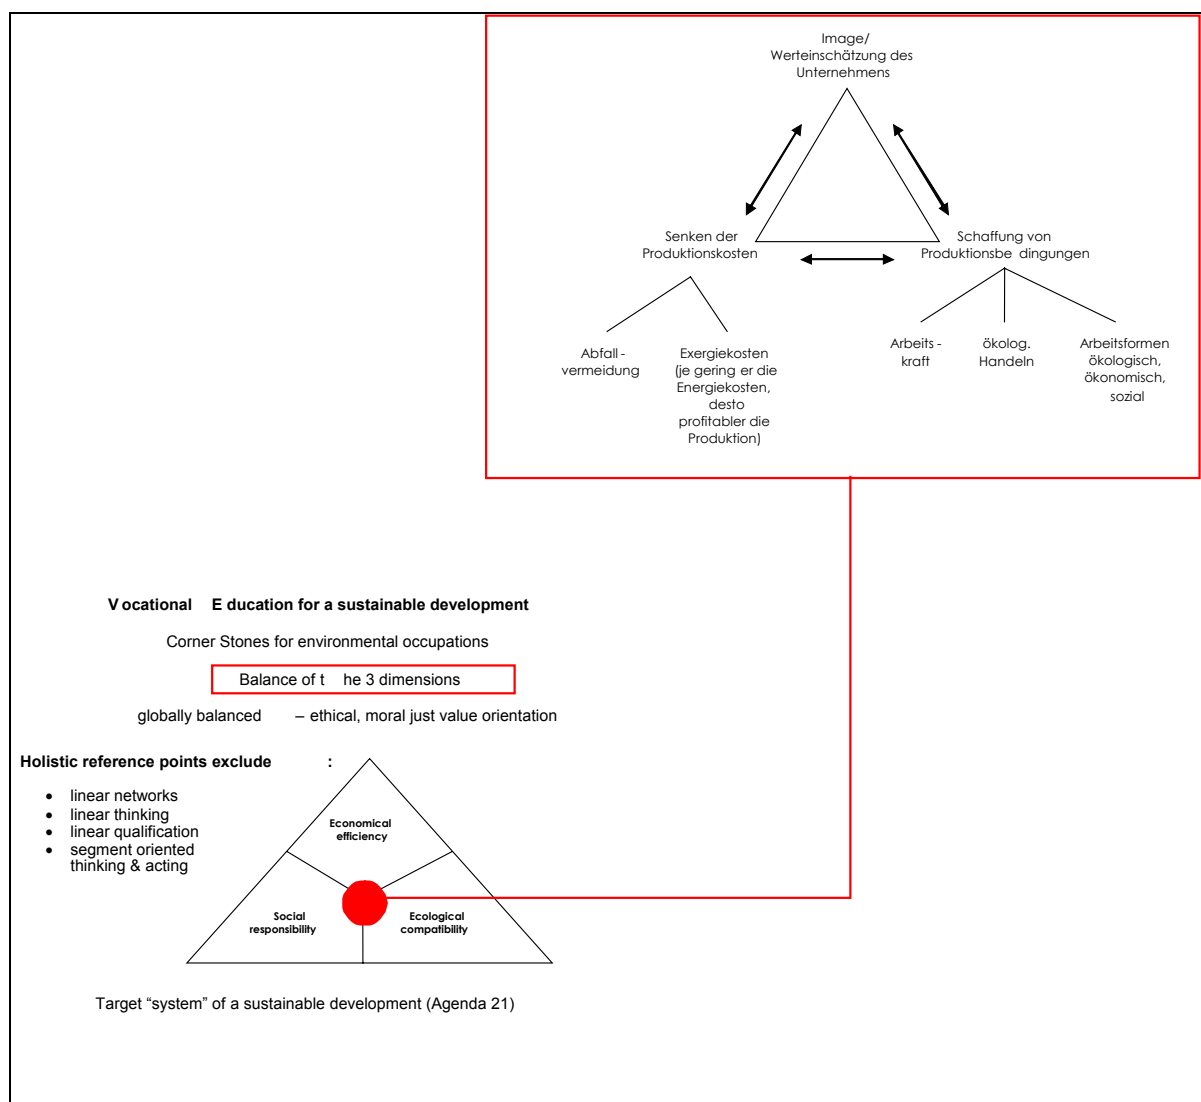 Image/
Werteinschätzung des
Unternehmens
Senken der
Produktionskosten
Schaffung von
Produktionsbe dingungen
Abfall -
vermeidung
Exergiekosten
(je gering er die
Energiekosten,
desto
profitabler die
Produktion)
Arbeits -
kraft
ökolog.
Handeln
Arbeitsformen
ökologisch,
ökonomisch,
sozial
V ocational E ducation for a sustainable development
Corner Stones for environmental occupations
Balance of t he 3 dimensions
globally balanced – ethical, moral just value orientation
Holistic reference points exclude :
• linear networks
• linear thinking
• linear qualification
• segment oriented
thinking & acting
Economical
efficiency
Social
responsibility
Ecological
compatibility
Target “system” of a sustainable development (Agenda 21)